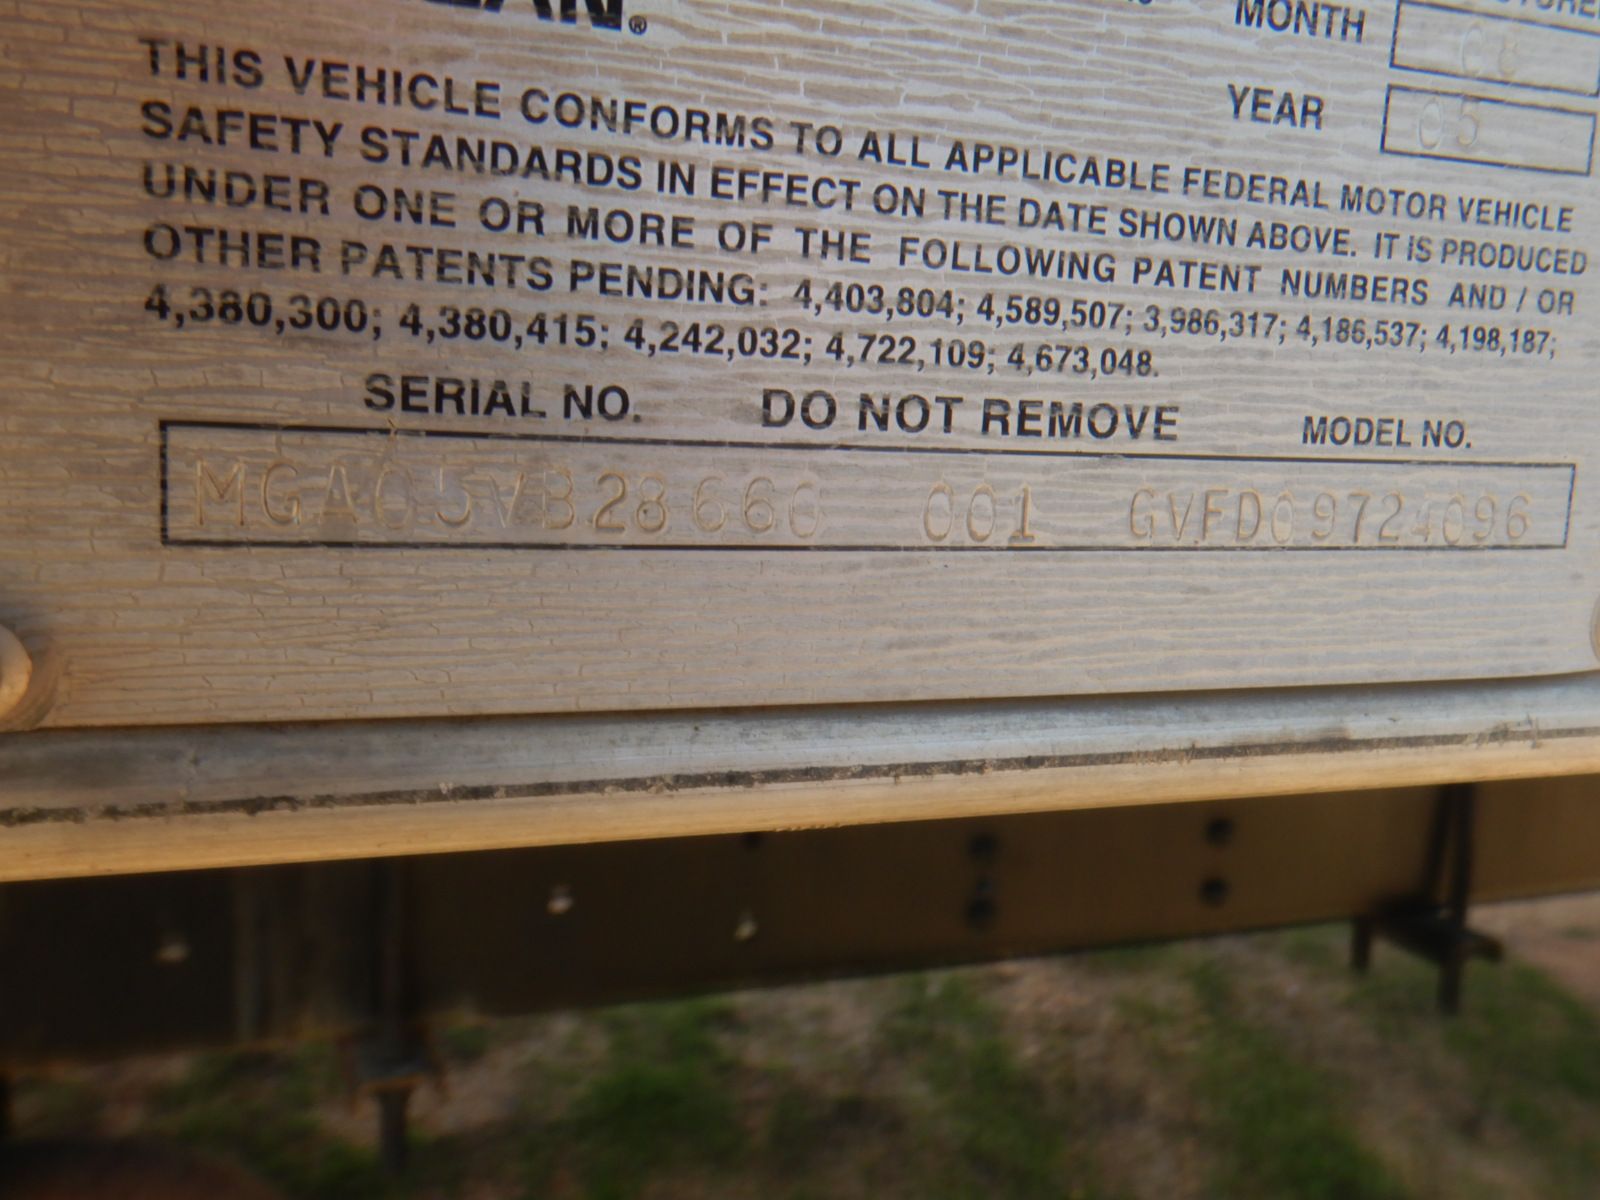 MONTH
YEAR 05
THIS VEHICLE CONFORMS TO ALL APPLICABLE FEDERAL MOTOR VEHICLE
SAFETY STANDARDS IN EFFECT ON THE DATE SHOWN ABOVE. IT IS PRODUCED
UNDER ONE OR MORE OF THE FOLLOWING PATENT NUMBERS AND / OR
OTHER PATENTS PENDING: 4,403,804; 4,589,507; 3,986,317; 4,186,537; 4,198,187;
4,380,300; 4,380,415; 4,242,032; 4,722,109; 4,673,048.
SERIAL NO. DO NOT REMOVE MODEL NO.
001 GVFD09724096